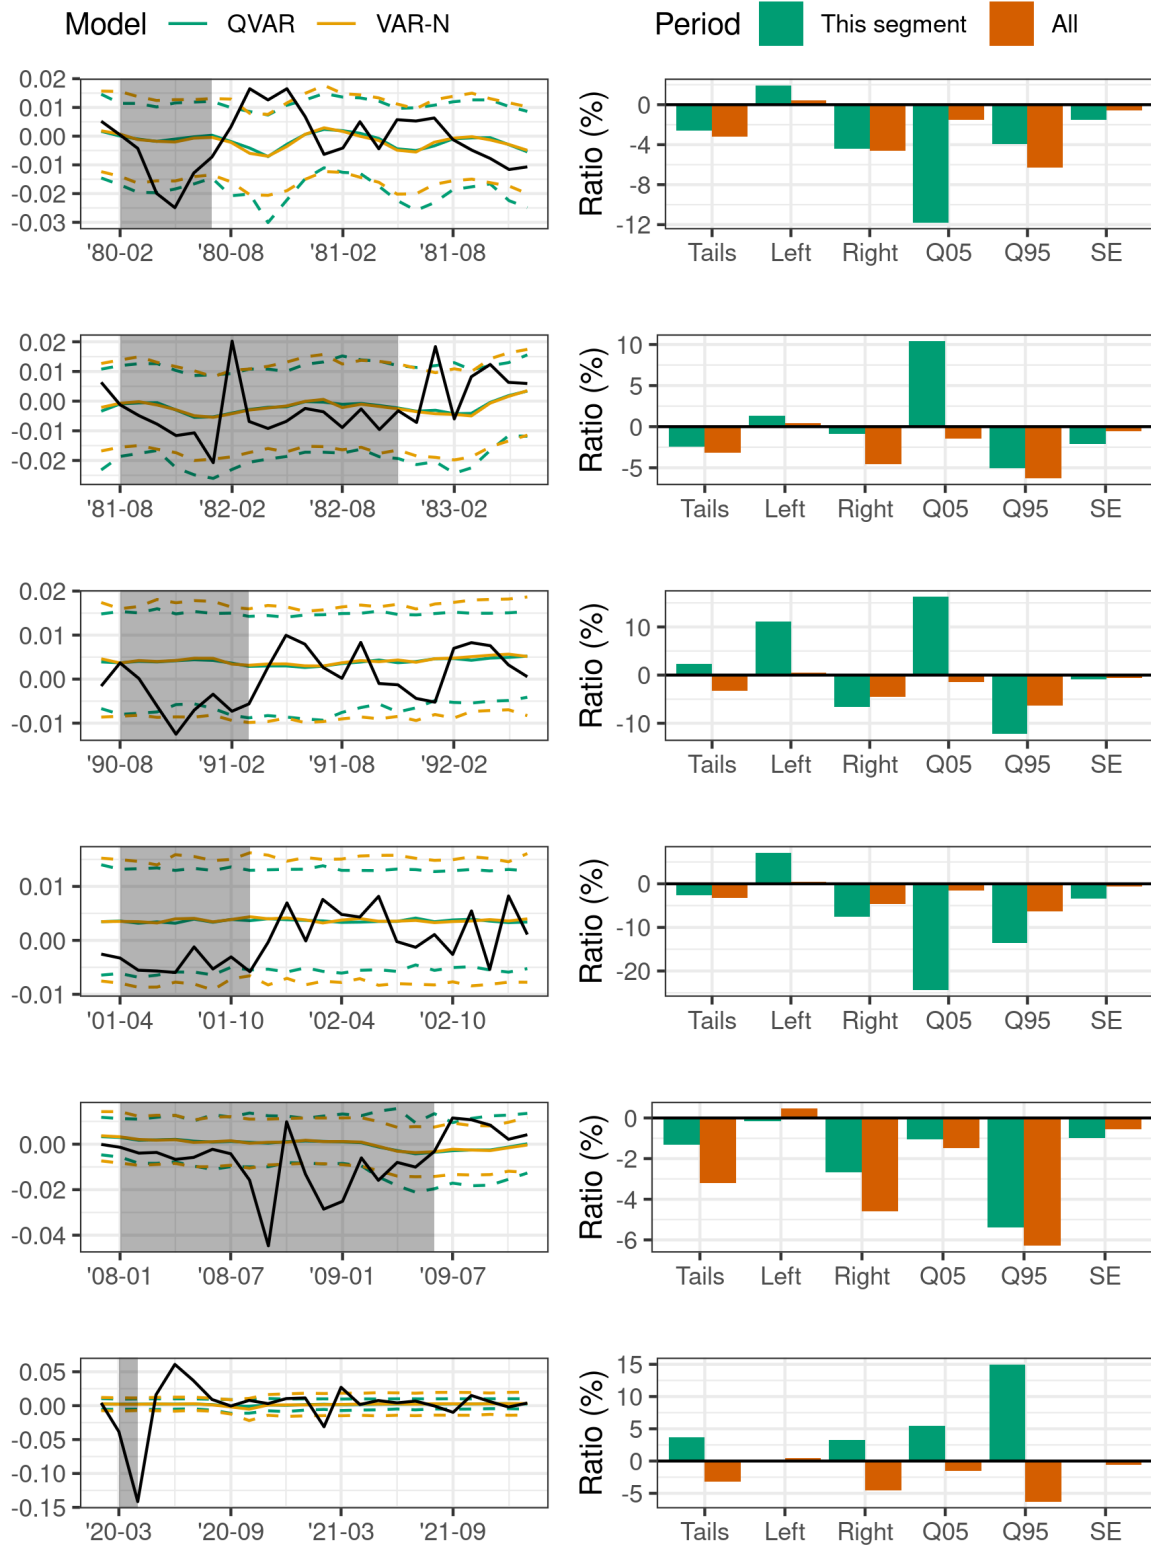 Model QVAR VAR-N
Period This segment All
0.02
0.01
0.00
-0.01
-0.02
-0.03
'80-02 '80-08 '81-02 '81-08
Ratio (%)
0
-4
-8
-12
Tails Left Right Q05 Q95 SE
0.02
0.01
0.00
-0.01
-0.02
'81-08 '82-02 '82-08 '83-02
Ratio (%)
10
5
0
-5
Tails Left Right Q05 Q95 SE
0.02
0.01
0.00
-0.01
'90-08 '91-02 '91-08 '92-02
Ratio (%)
10
0
-10
Tails Left Right Q05 Q95 SE
0.01
0.00
-0.01
'01-04 '01-10 '02-04 '02-10
Ratio (%)
0
-10
-20
Tails Left Right Q05 Q95 SE
0.00
-0.02
-0.04
'08-01 '08-07 '09-01 '09-07
Ratio (%)
0
-2
-4
-6
Tails Left Right Q05 Q95 SE
0.05
0.00
-0.05
-0.10
-0.15
'20-03 '20-09 '21-03 '21-09
Ratio (%)
15
10
5
0
-5
Tails Left Right Q05 Q95 SE